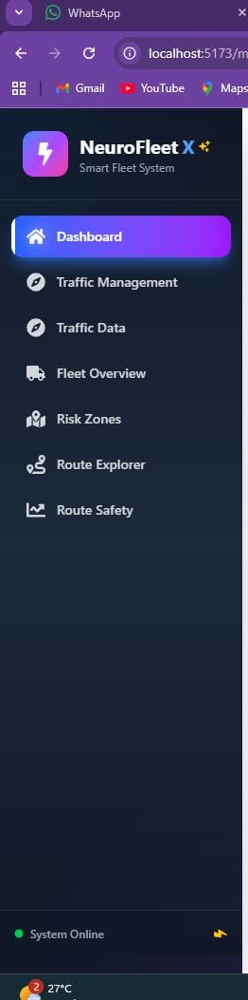 WhatsApp
localhost:5173/m
Gmail
YouTube
Maps
NeuroFleet X
Smart Fleet System
Dashboard
Traffic Management
Traffic Data
Fleet Overview
Risk Zones
Route Explorer
Route Safety
System Online
2
27°C